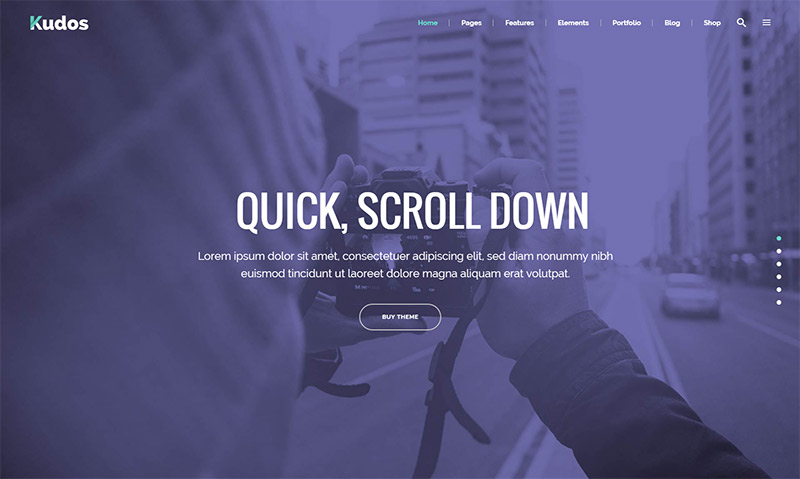 Kudos
Home Pages Features Elements Portfolio Blog Shop
QUICK, SCROLL DOWN
Lorem ipsum dolor sit amet, consectetuer adipiscing elit, sed diam nonummy nibh
euismod tincidunt ut laoreet dolore magna aliquam erat volutpat.
BUY THEME